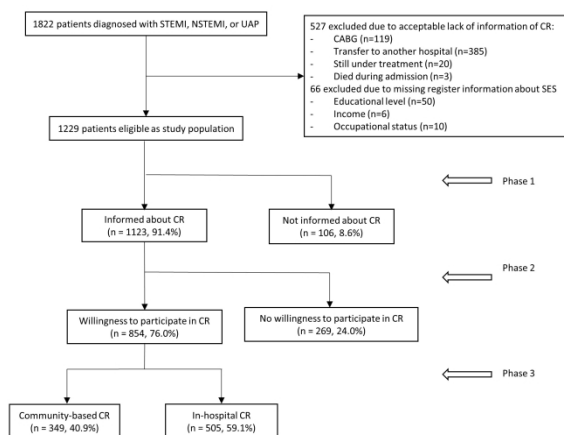 1822 patients diagnosed with STEMI, NSTEMI, or UAP
527 excluded due to acceptable lack of information of CR:
- CABG (n=119)
- Transfer to another hospital (n=385)
- Still under treatment (n=20)
- Died during admission (n=3)
66 excluded due to missing register information about SES
- Educational level (n=50)
- Income (n=6)
- Occupational status (n=10)
1229 patients eligible as study population
Phase 1
Informed about CR
(n = 1123, 91.4%)
Not informed about CR
(n = 106, 8.6%)
Phase 2
Willingness to participate in CR
(n = 854, 76.0%)
No willingness to participate in CR
(n = 269, 24.0%)
Phase 3
Community-based CR
(n = 349, 40.9%)
In-hospital CR
(n = 505, 59.1%)